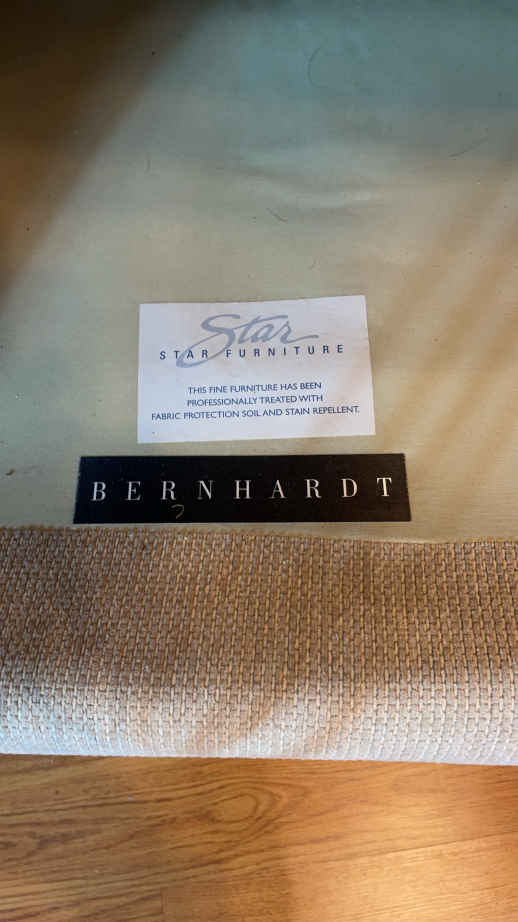 Star
STAR FURNITURE
THIS FINE FURNITURE HAS BEEN
PROFESSIONALLY TREATED WITH
FABRIC PROTECTION SOIL AND STAIN REPELLENT.
BERNHARDT